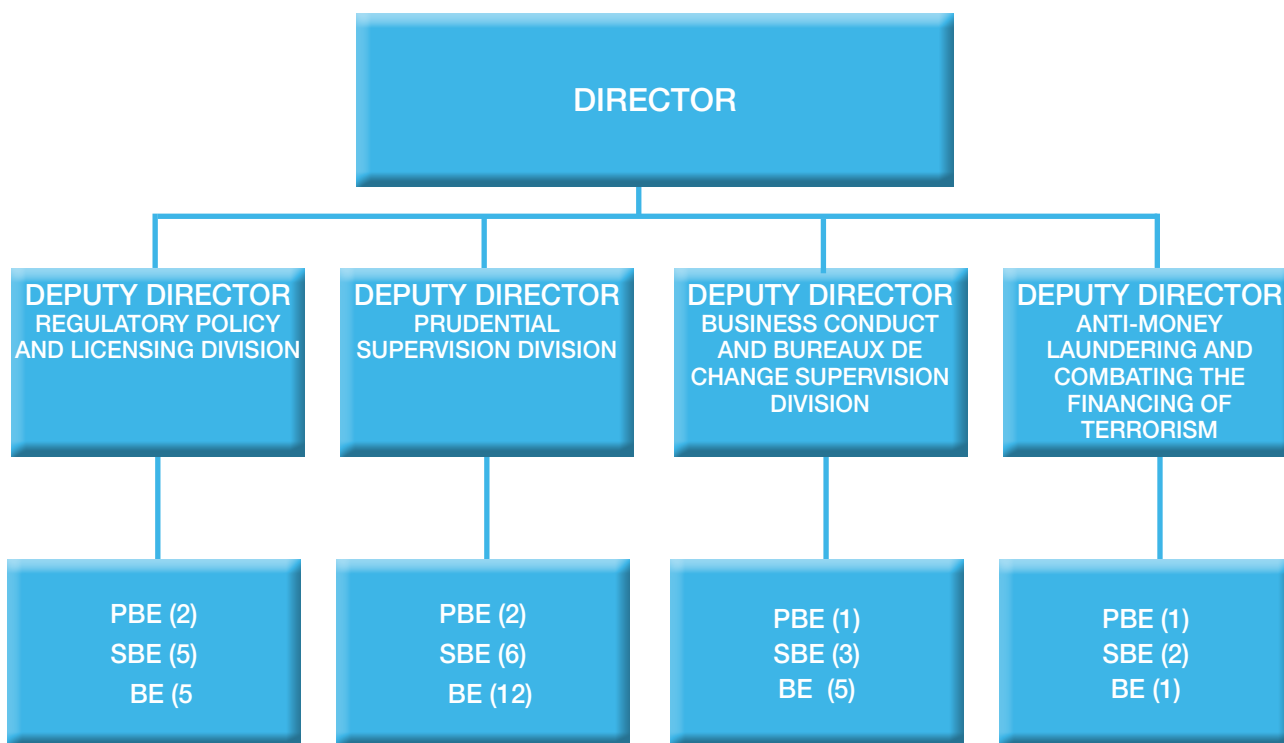 DIRECTOR
DEPUTY DIRECTOR
REGULATORY POLICY
AND LICENSING DIVISION
DEPUTY DIRECTOR
PRUDENTIAL
SUPERVISION DIVISION
DEPUTY DIRECTOR
BUSINESS CONDUCT
AND BUREAUX DE
CHANGE SUPERVISION
DIVISION
DEPUTY DIRECTOR
ANTI-MONEY
LAUNDERING AND
COMBATING THE
FINANCING OF
TERRORISM
PBE (2)
SBE (5)
BE (5
PBE (2)
SBE (6)
BE (12)
PBE (1)
SBE (3)
BE (5)
PBE (1)
SBE (2)
BE (1)